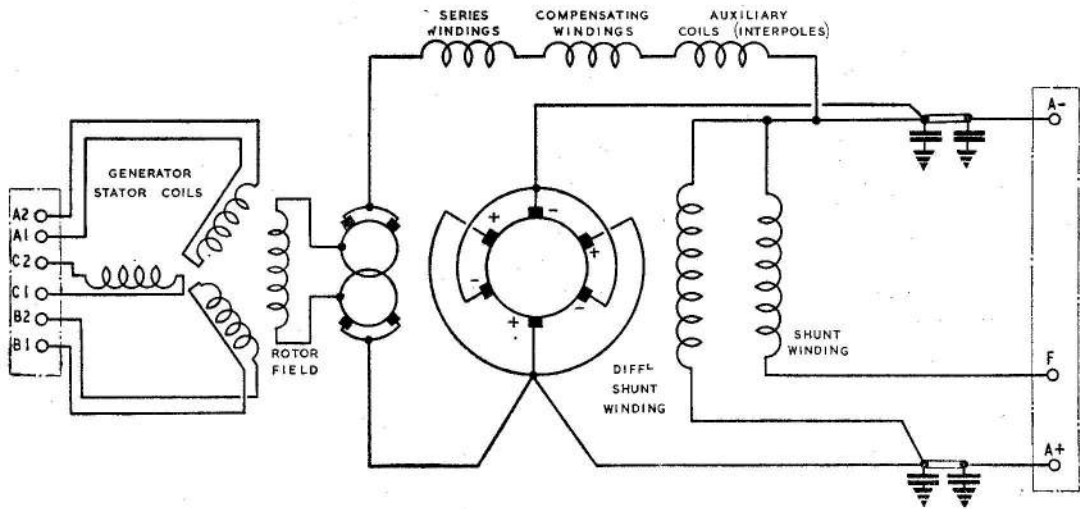 SERIES
WINDINGS
COMPENSATING
WINDINGS
AUXILIARY
COILS (INTERPOLES)
A-
GENERATOR
STATOR COILS
A2
A1
C2
C1
B2
B1
ROTOR
FIELD
+
-
+
-
-
+
DIFFL
SHUNT
WINDING
SHUNT
WINDING
F
A+